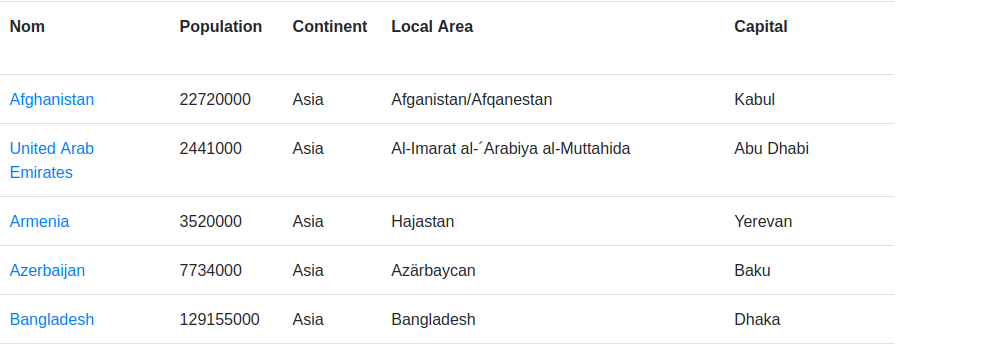 Nom Population Continent Local Area Capital
Afghanistan 22720000 Asia Afganistan/Afqanestan Kabul
United Arab 2441000 Asia Al-Imarat al-´Arabiya al-Muttahida Abu Dhabi
Emirates
Armenia 3520000 Asia Hajastan Yerevan
Azerbaijan 7734000 Asia Azärbaycan Baku
Bangladesh 129155000 Asia Bangladesh Dhaka